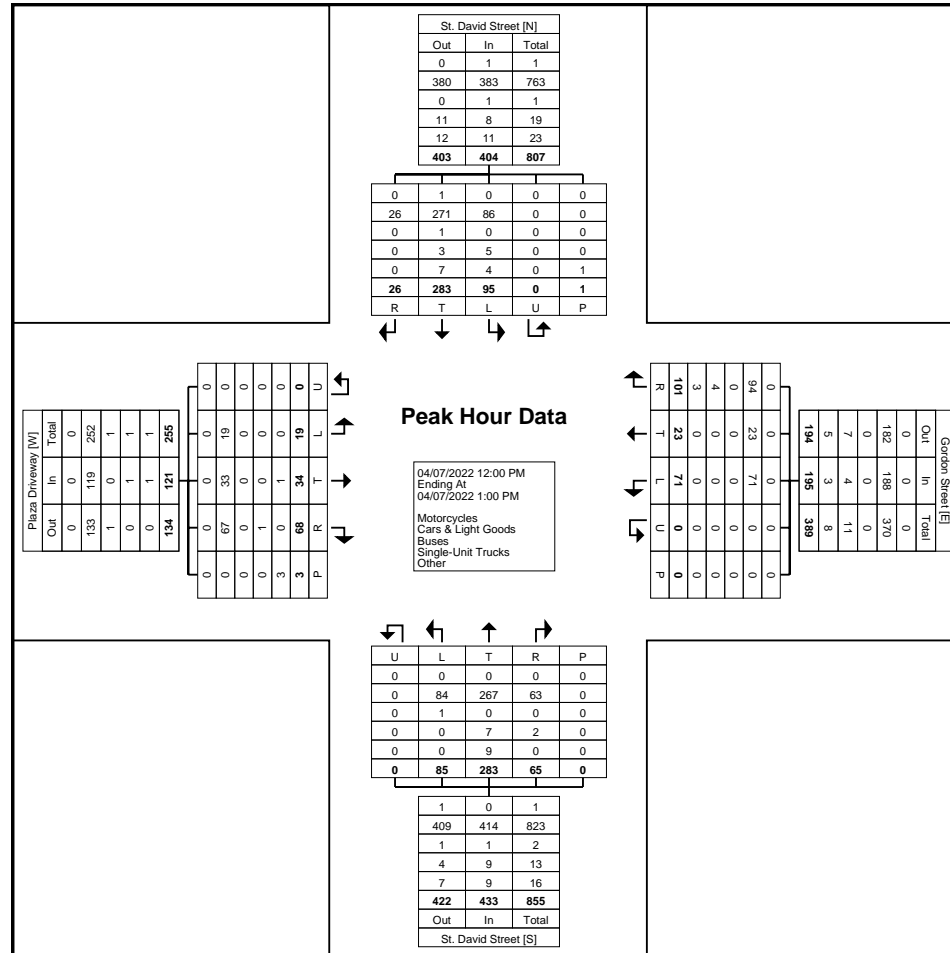 St. David Street [N]
Out In Total
0 1 1
380 383 763
0 1 1
11 8 19
12 11 23
403 404 807
0 1 0 0 0
26 271 86 0 0
0 1 0 0 0
0 3 5 0 0
0 7 4 0 1
26 283 95 0 1
R T L U P
Plaza Driveway [W]
Out In Total
0 0 0
133 119 252
1 0 1
0 1 1
0 1 1
134 121 255
0 0 0 0 0
0 19 33 67 0
0 0 0 0 0
0 0 0 1 0
0 0 1 0 3
0 19 34 68 3
U L T R P
Peak Hour Data
04/07/2022 12:00 PM
Ending At
04/07/2022 1:00 PM
Motorcycles
Cars & Light Goods
Buses
Single-Unit Trucks
Other
Gordon Street [E]
Out In Total
0 0 0
182 188 370
0 0 0
7 4 11
5 3 8
194 195 389
0 0 0 0 0
94 23 71 0 0
0 0 0 0 0
4 0 0 0 0
3 0 0 0 0
101 23 71 0 0
R T L U P
U L T R P
0 0 0 0 0
0 84 267 63 0
0 1 0 0 0
0 0 7 2 0
0 0 9 0 0
0 85 283 65 0
1 0 1
409 414 823
1 1 2
4 9 13
7 9 16
422 433 855
Out In Total
St. David Street [S]